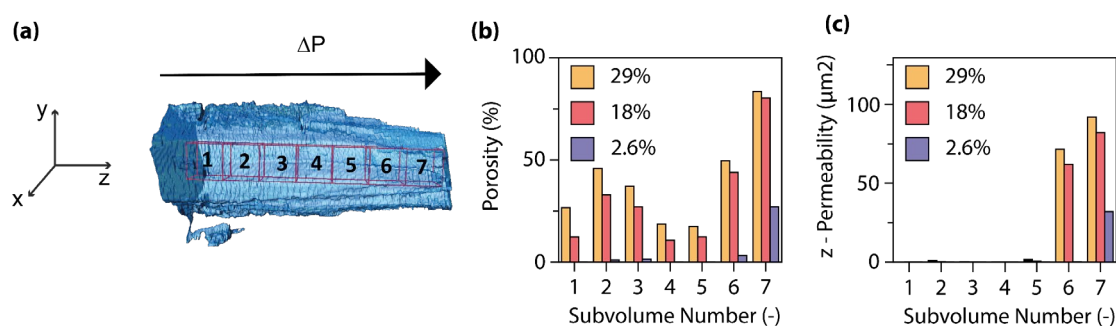 (a)
ΔP
y
z
x
1 2 3 4 5 6 7
(b)
100
50
0
Porosity (%)
29%
18%
2.6%
1 2 3 4 5 6 7
Subvolume Number (-)
(c)
100
50
0
z - Permeability (µm2)
29%
18%
2.6%
1 2 3 4 5 6 7
Subvolume Number (-)